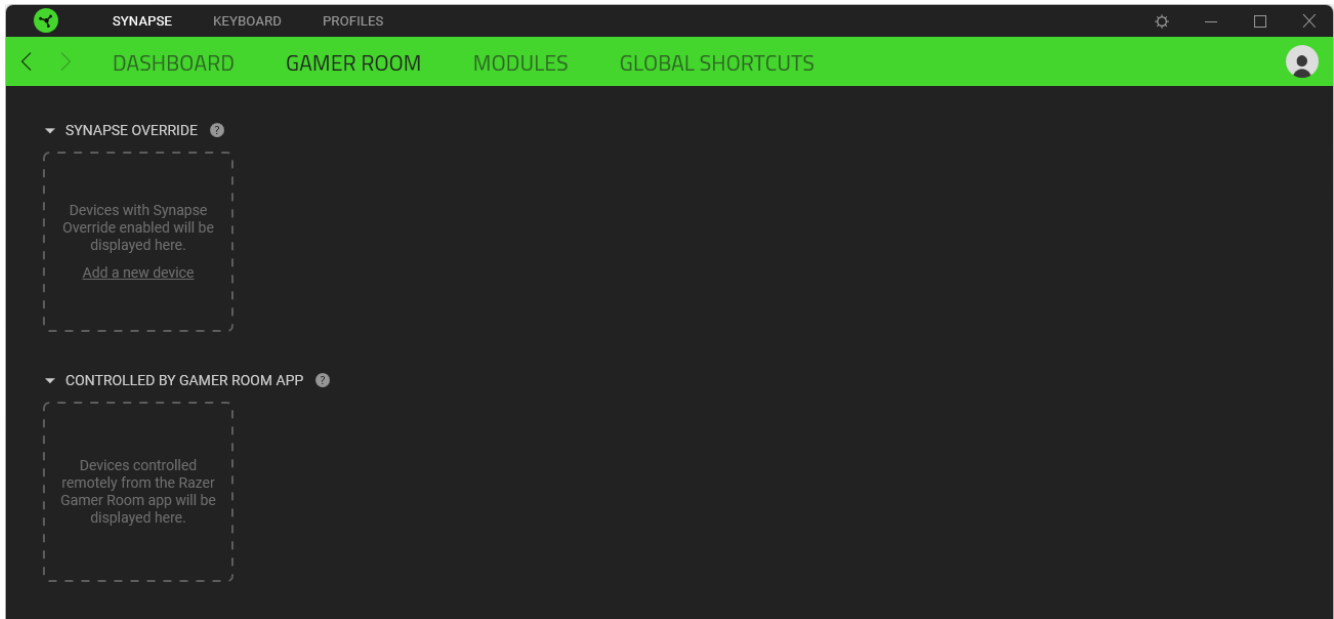 SYNAPSE KEYBOARD PROFILES
DASHBOARD GAMER ROOM MODULES GLOBAL SHORTCUTS
SYNAPSE OVERRIDE ?
Devices with Synapse
Override enabled will be
displayed here.
Add a new device
CONTROLLED BY GAMER ROOM APP ?
Devices controlled
remotely from the Razer
Gamer Room app will be
displayed here.